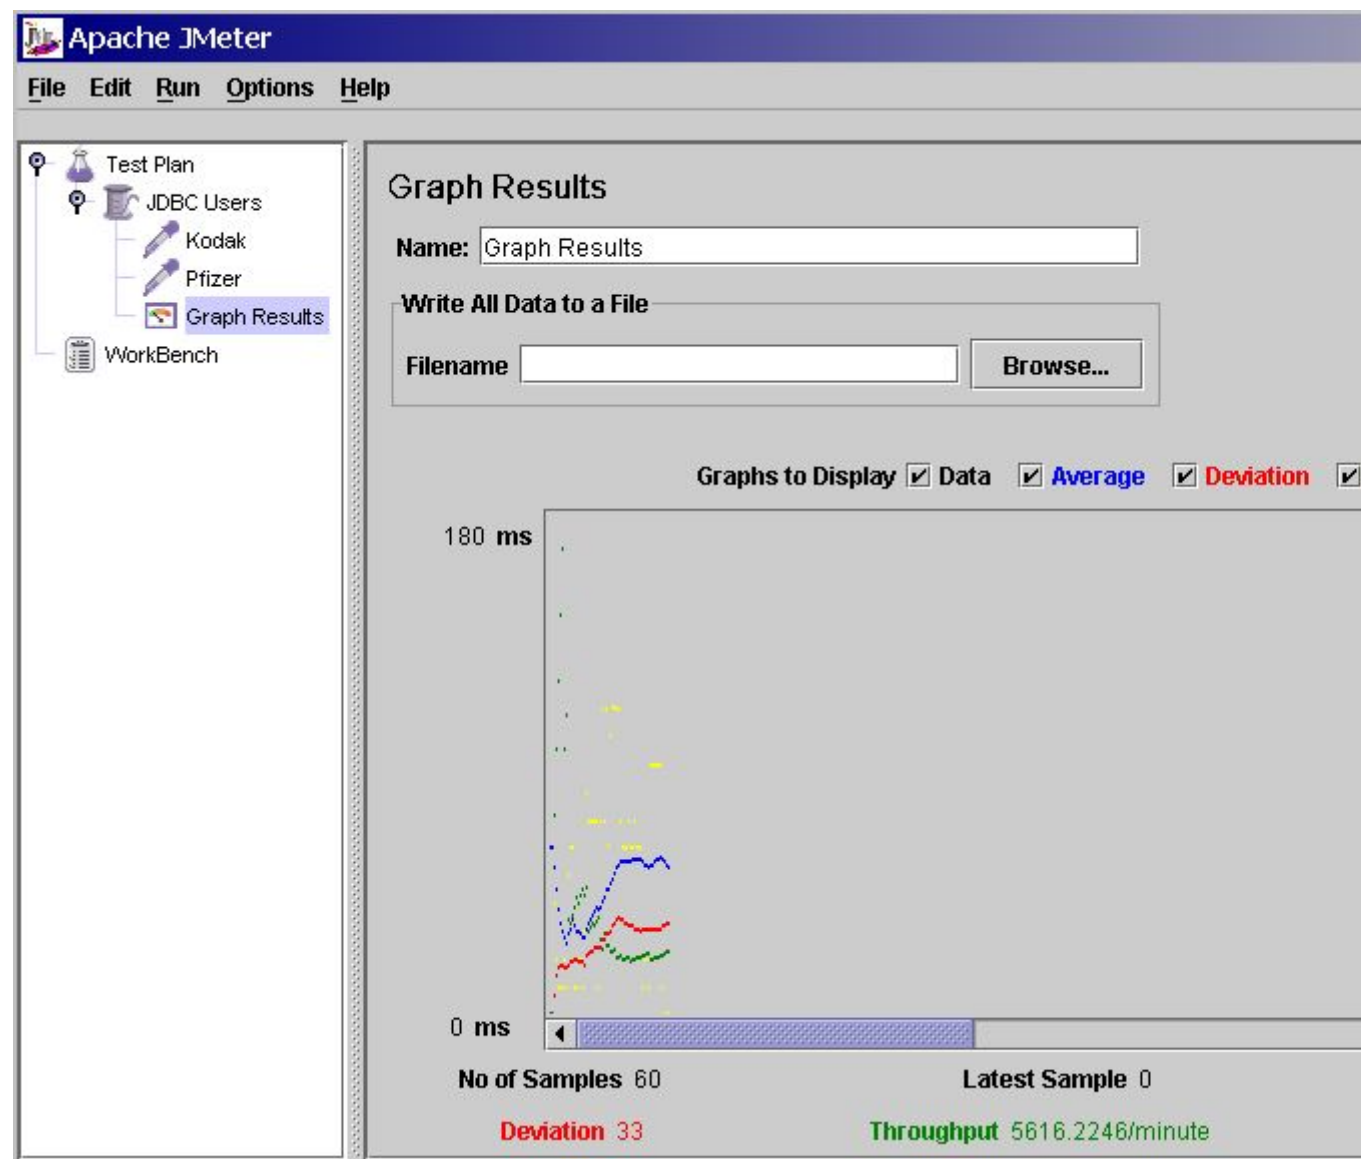 Apache JMeter
File Edit Run Options Help
Test Plan
JDBC Users
Kodak
Pfizer
Graph Results
WorkBench
Graph Results
Name: Graph Results
Write All Data to a File
Filename Browse...
Graphs to Display Data Average Deviation
180 ms
0 ms
No of Samples 60 Latest Sample 0
Deviation 33 Throughput 5616.2246/minute